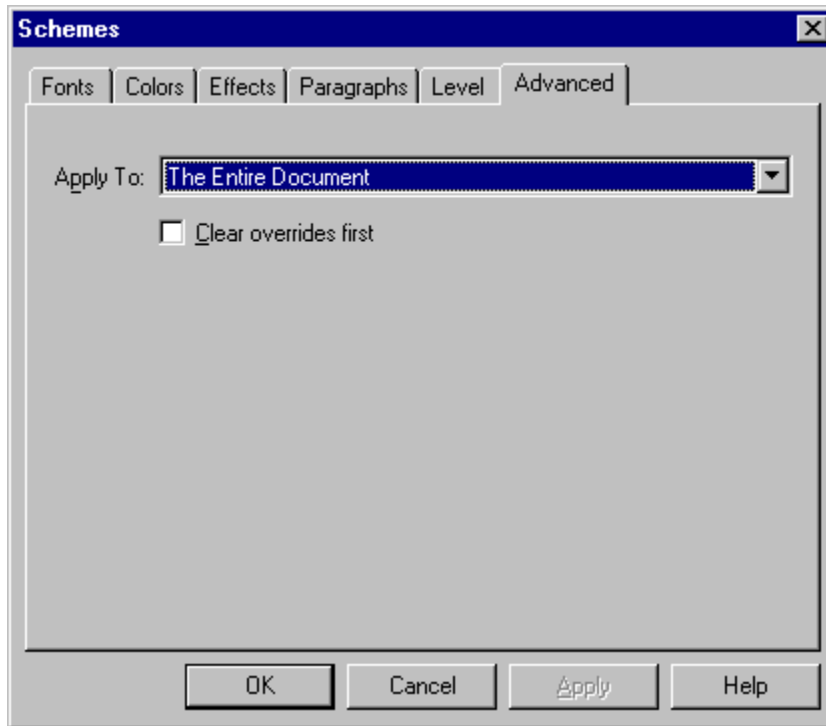 Schemes
Fonts Colors Effects Paragraphs Level Advanced
Apply To: The Entire Document
Clear overrides first
OK Cancel Apply Help